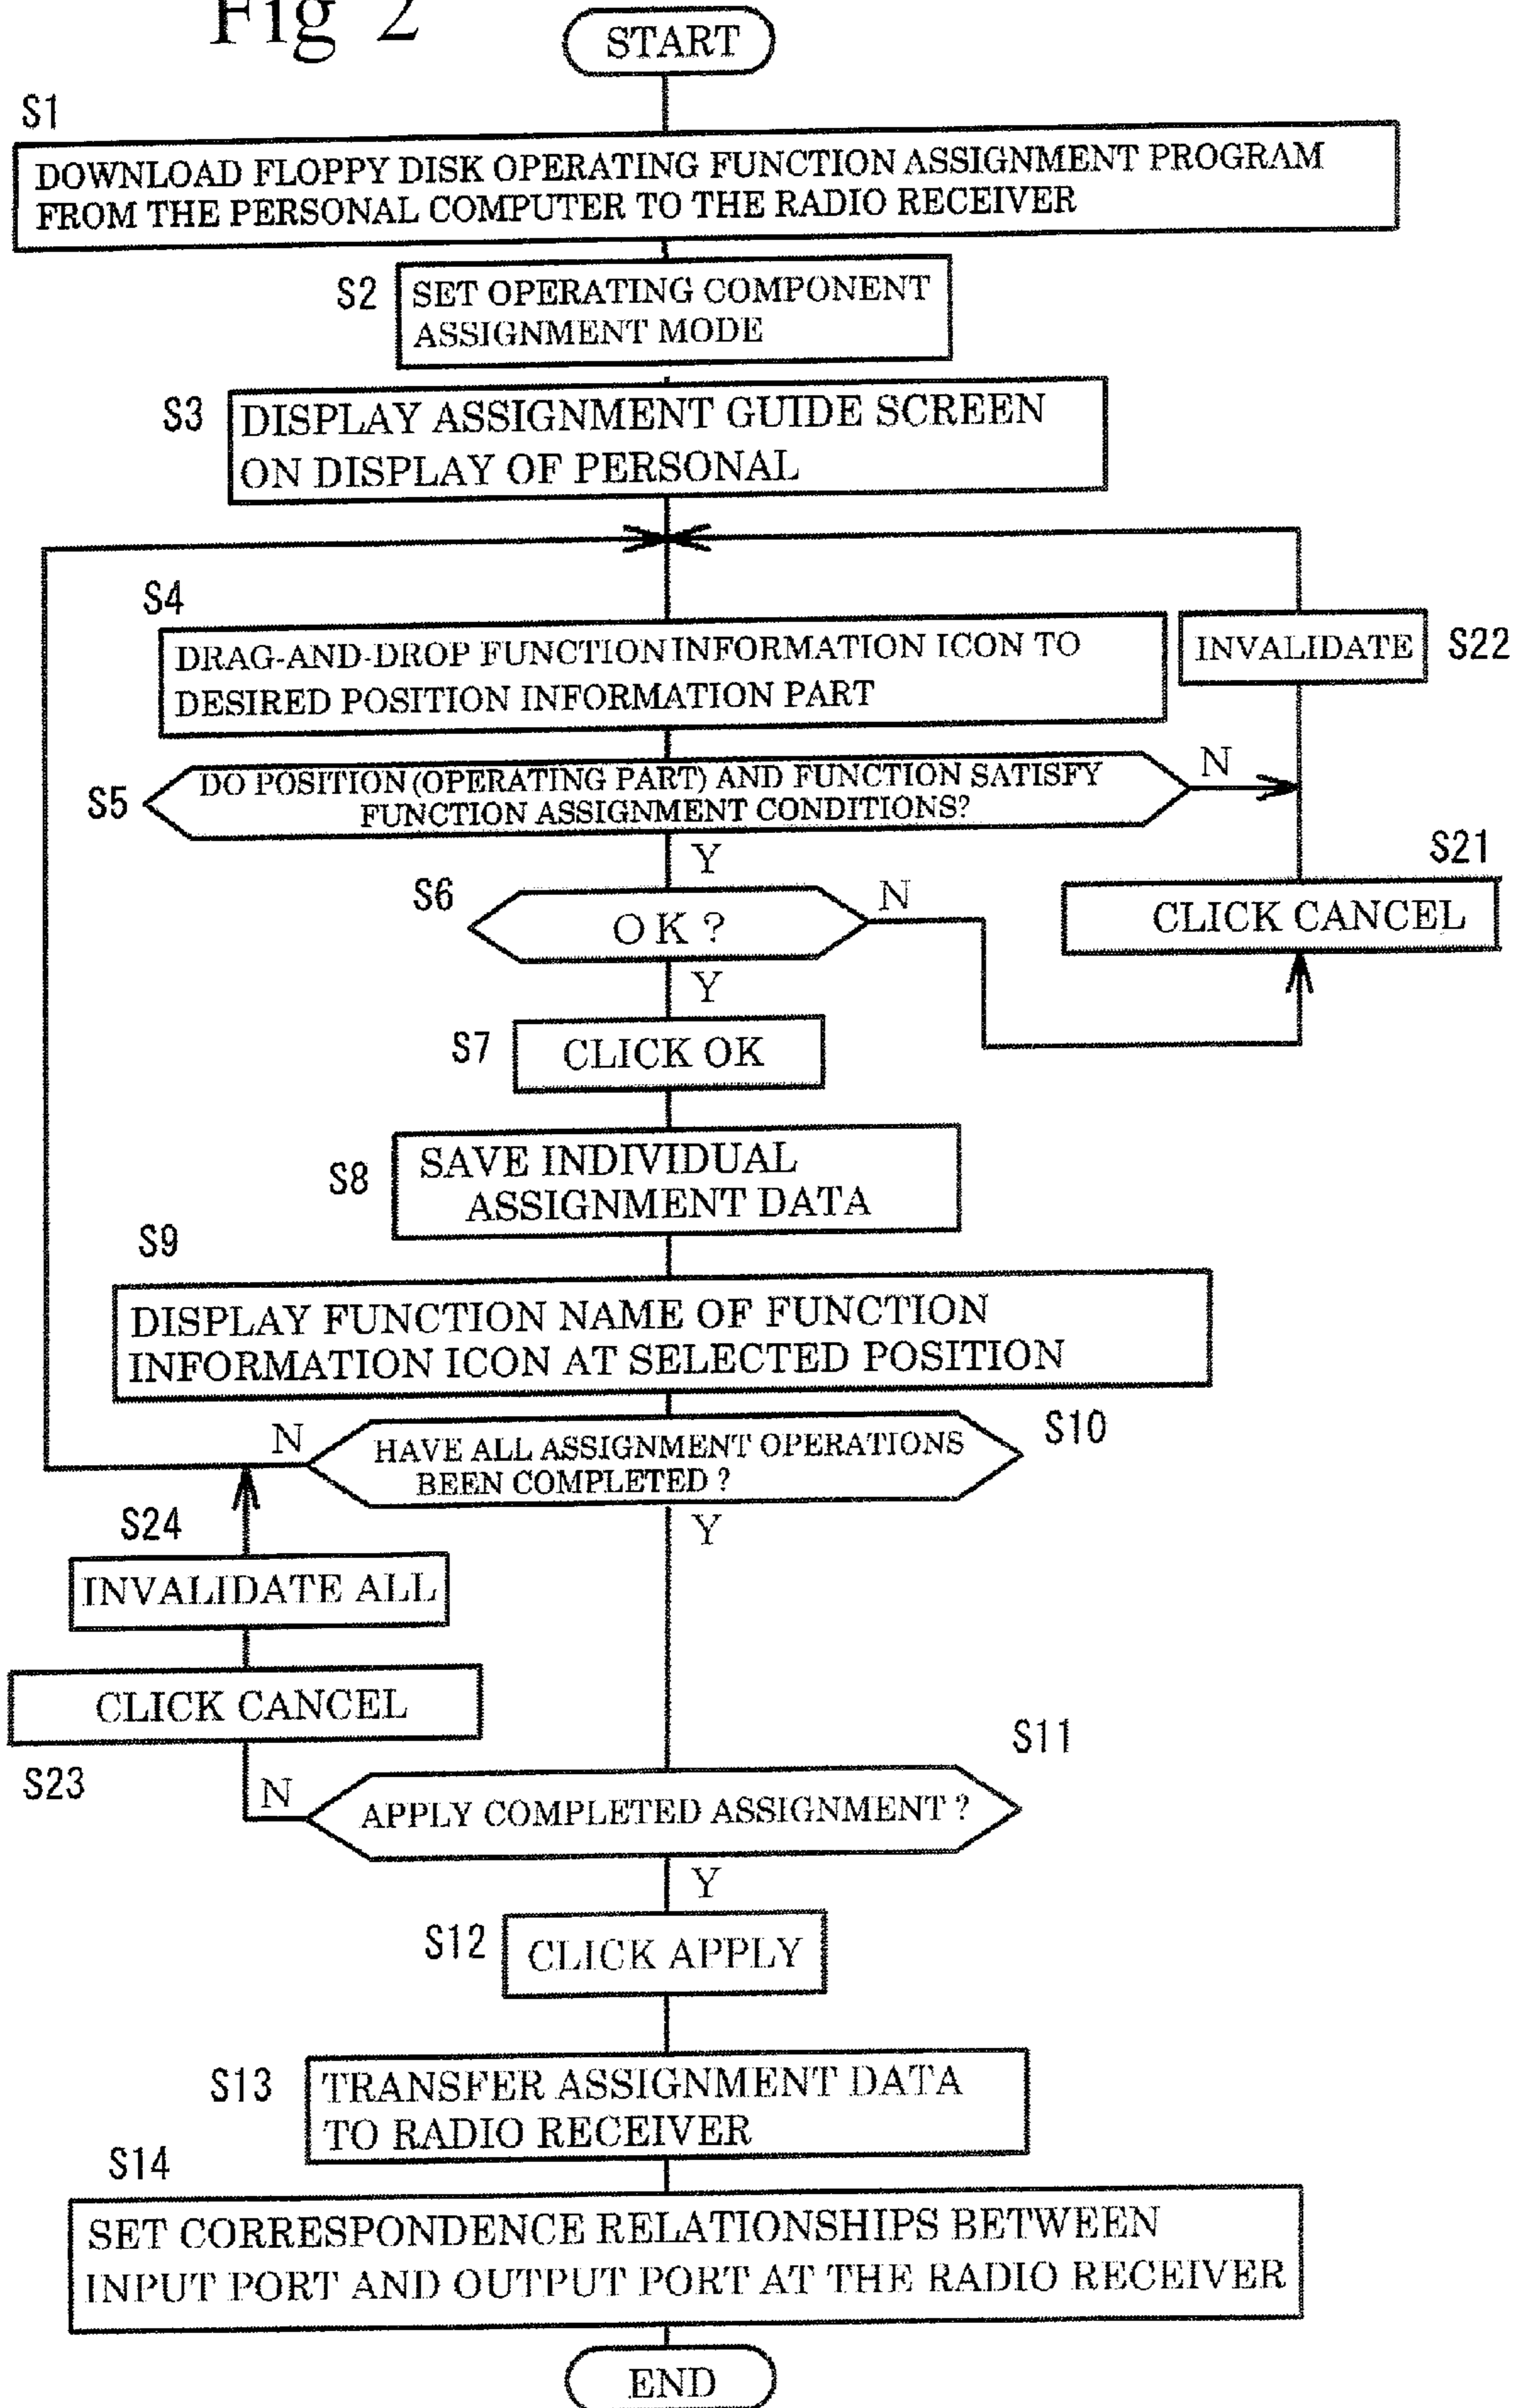 Fig 2
START
S1
DOWNLOAD FLOPPY DISK OPERATING FUNCTION ASSIGNMENT PROGRAM
FROM THE PERSONAL COMPUTER TO THE RADIO RECEIVER
S2
SET OPERATING COMPONENT
ASSIGNMENT MODE
S3
DISPLAY ASSIGNMENT GUIDE SCREEN
ON DISPLAY OF PERSONAL
S4
DRAG-AND-DROP FUNCTION INFORMATION ICON TO
DESIRED POSITION INFORMATION PART
INVALIDATE
S22
S5
DO POSITION (OPERATING PART) AND FUNCTION SATISFY
FUNCTION ASSIGNMENT CONDITIONS?
N
Y
S21
CLICK CANCEL
S6
OK ?
N
Y
S7
CLICK OK
S8
SAVE INDIVIDUAL
ASSIGNMENT DATA
S9
DISPLAY FUNCTION NAME OF FUNCTION
INFORMATION ICON AT SELECTED POSITION
S10
N
HAVE ALL ASSIGNMENT OPERATIONS
BEEN COMPLETED ?
Y
S24
INVALIDATE ALL
CLICK CANCEL
S23
S11
N
APPLY COMPLETED ASSIGNMENT ?
Y
S12
CLICK APPLY
S13
TRANSFER ASSIGNMENT DATA
TO RADIO RECEIVER
S14
SET CORRESPONDENCE RELATIONSHIPS BETWEEN
INPUT PORT AND OUTPUT PORT AT THE RADIO RECEIVER
END